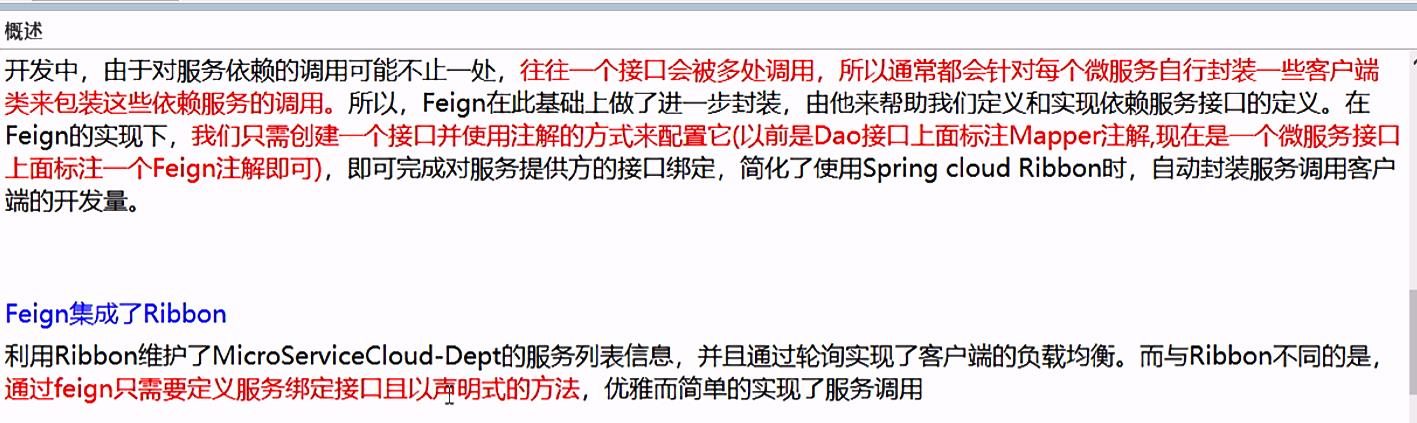 概述
开发中，由于对服务依赖的调用可能不止一处，往往一个接口会被多处调用，所以通常都会针对每个微服务自行封装一些客户端
类来包装这些依赖服务的调用。所以，Feign在此基础上做了进一步封装，由他来帮助我们定义和实现依赖服务接口的定义。在
Feign的实现下，我们只需创建一个接口并使用注解的方式来配置它(以前是Dao接口上面标注Mapper注解,现在是一个微服务接口
上面标注一个Feign注解即可)，即可完成对服务提供方的接口绑定，简化了使用Spring cloud Ribbon时，自动封装服务调用客户
端的开发量。
Feign集成了Ribbon
利用Ribbon维护了MicroServiceCloud-Dept的服务列表信息，并且通过轮询实现了客户端的负载均衡。而与Ribbon不同的是，
通过feign只需要定义服务绑定接口且以声明式的方法，优雅而简单的实现了服务调用